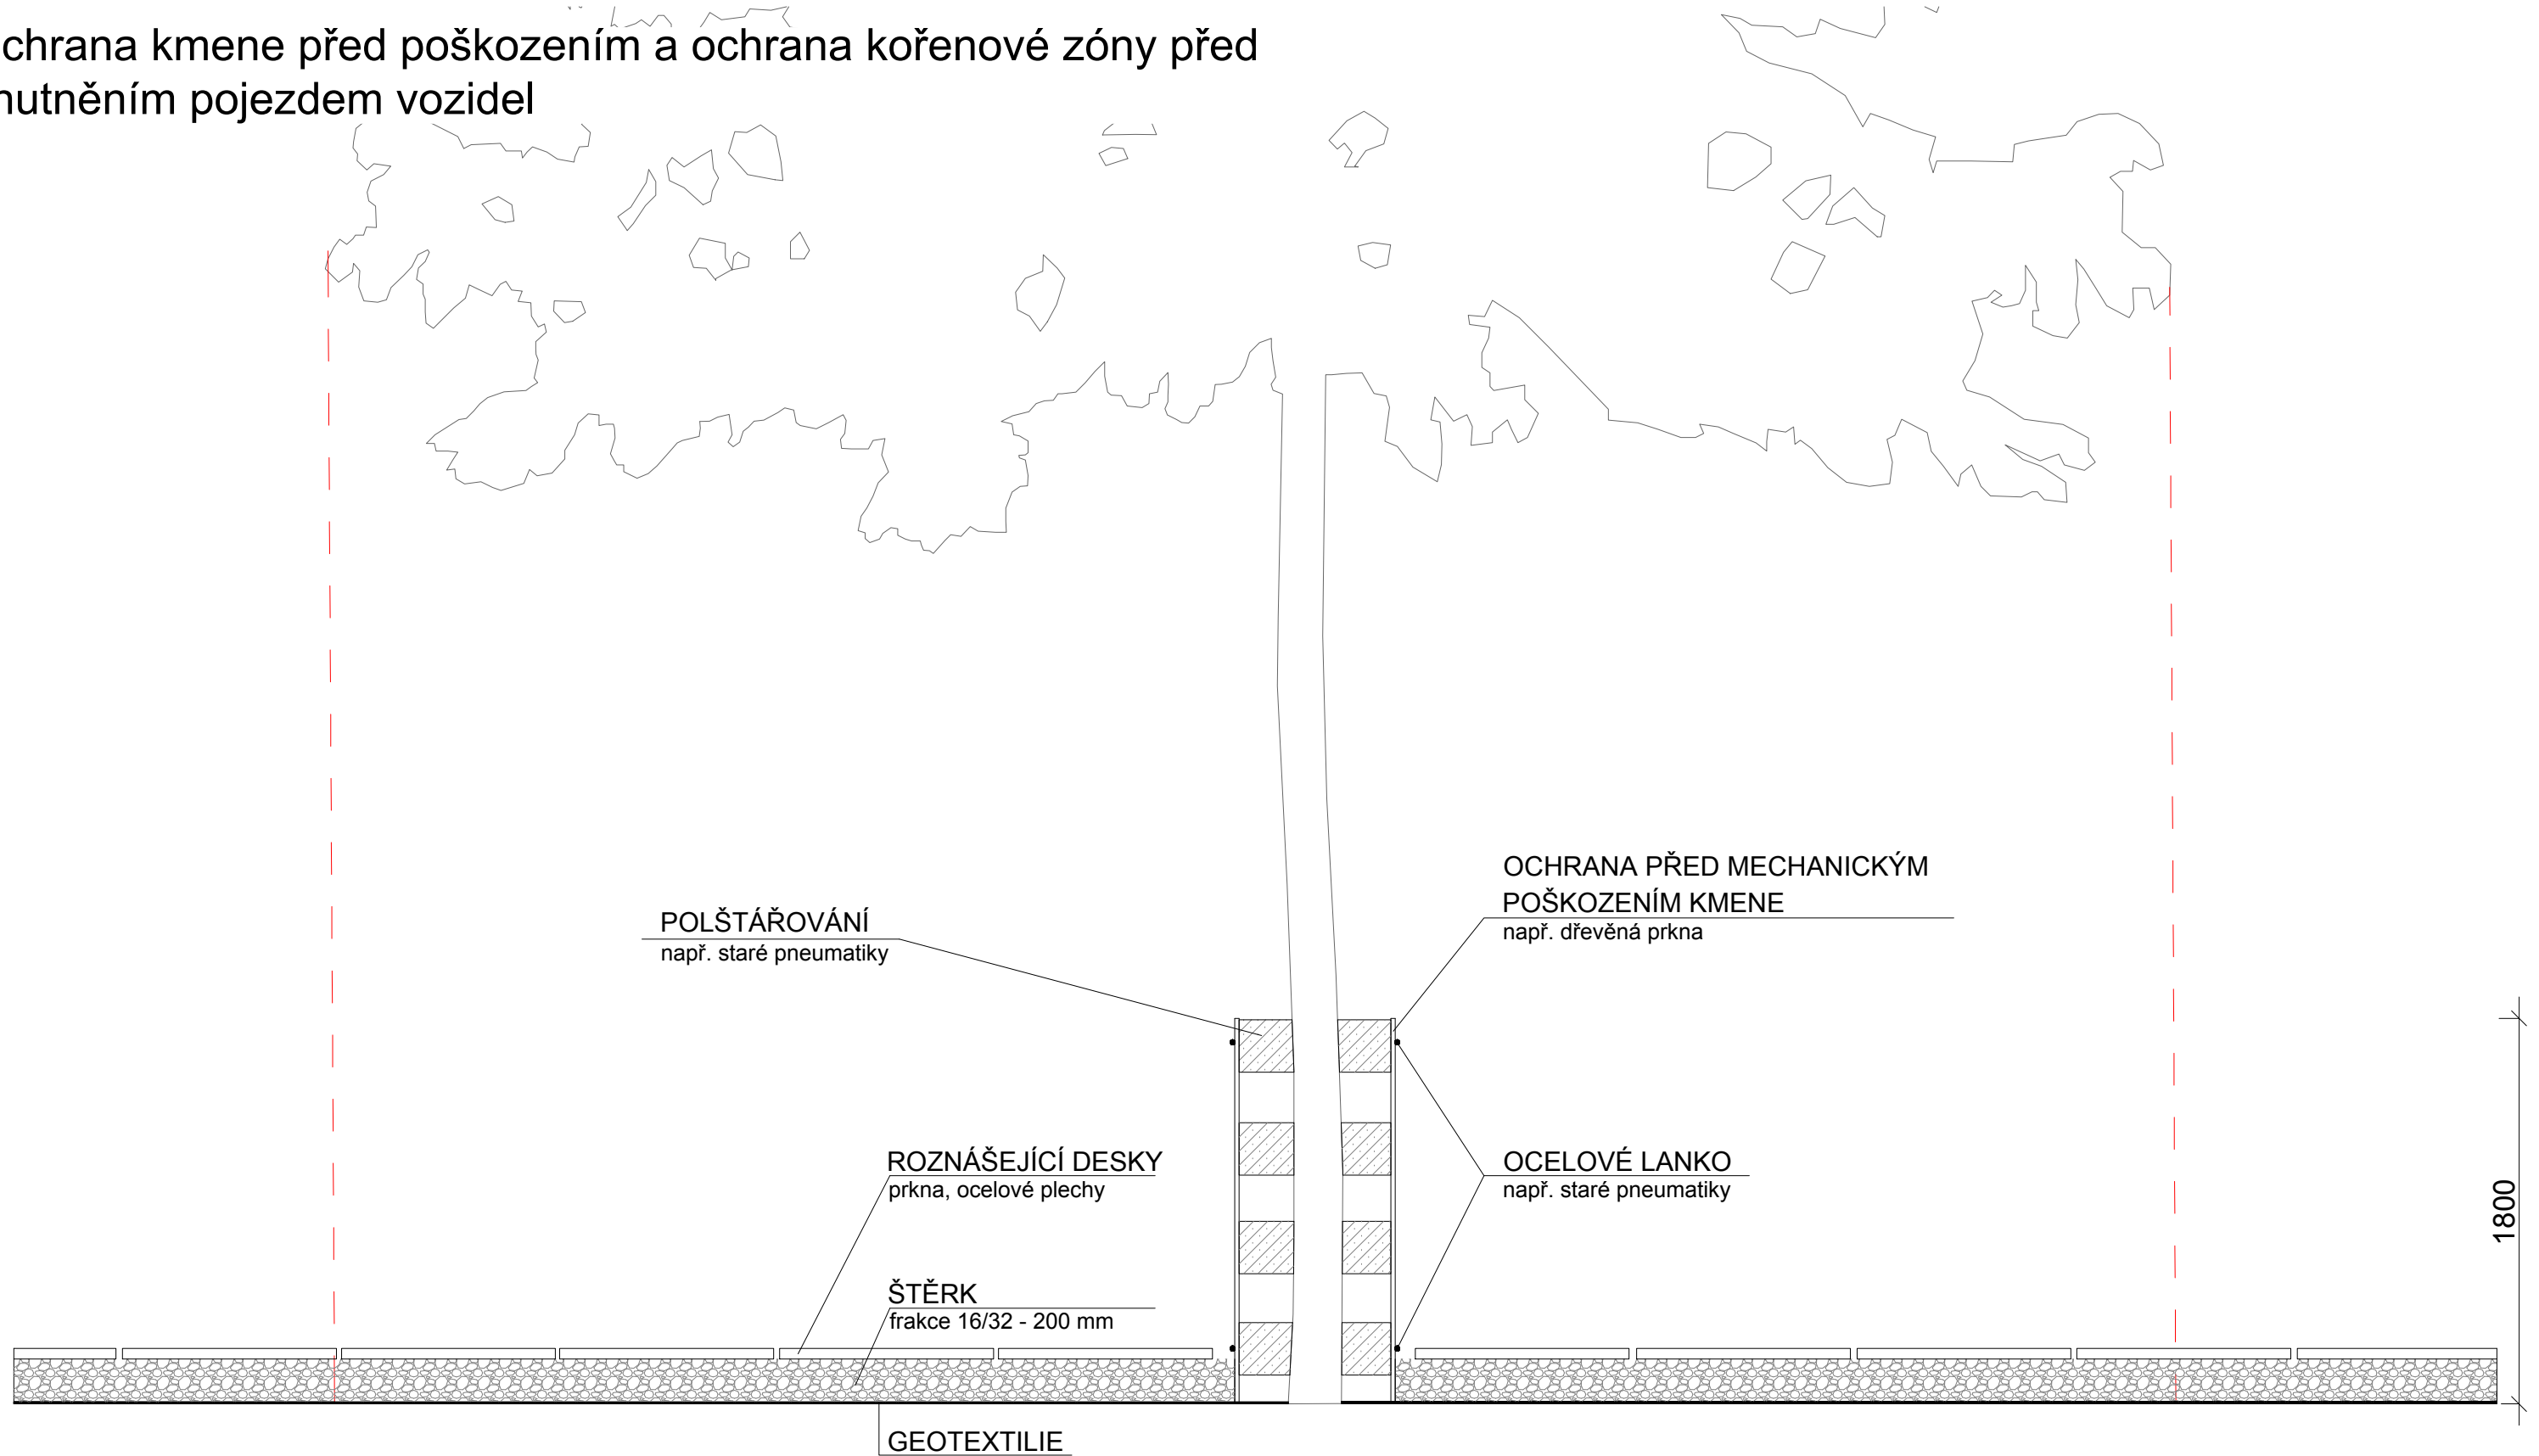 chrana kmene před poškozením a ochrana kořenové zóny před
hutněním pojezdem vozidel
OCHRANA PŘED MECHANICKÝM
POŠKOZENÍM KMENE
např. dřevěná prkna
POLŠTÁŘOVÁNÍ
např. staré pneumatiky
ROZNÁŠEJÍCÍ DESKY
prkna, ocelové plechy
OCELOVÉ LANKO
např. staré pneumatiky
1800
ŠTĚRK
frakce 16/32 - 200 mm
GEOTEXTILIE